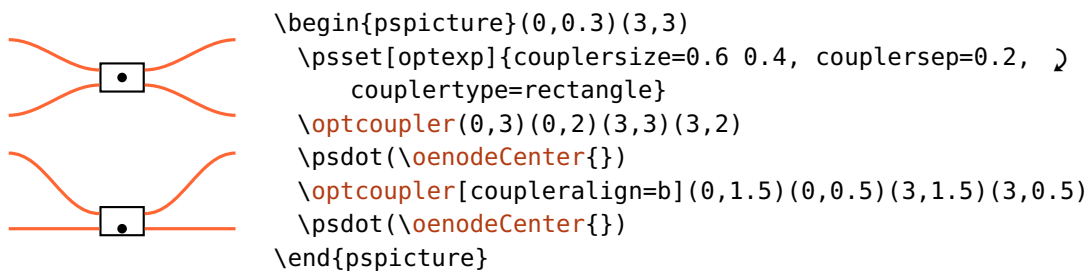 \begin{pspicture}(0,0.3)(3,3)
\psset[optexp]{couplersize=0.6 0.4, couplersep=0.2,
couplertype=rectangle}
\optcoupler(0,3)(0,2)(3,3)(3,2)
\psdot(\oenodeCenter{})
\optcoupler[coupleralign=b](0,1.5)(0,0.5)(3,1.5)(3,0.5)
\psdot(\oenodeCenter{})
\end{pspicture}